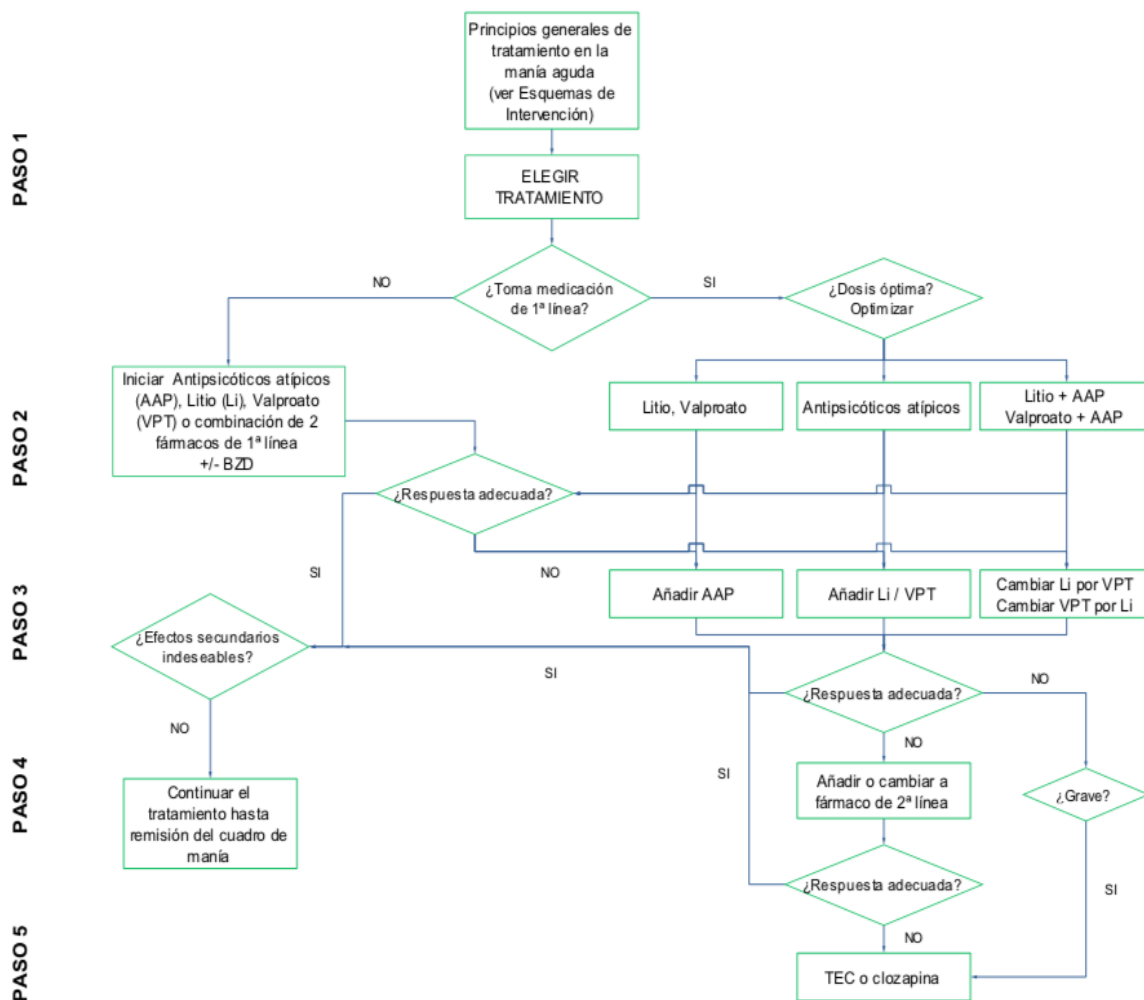 Principios generales de
tratamiento en la
manía aguda
(ver Esquemas de
Intervención)
PASO 1
ELEGIR
TRATAMIENTO
NO
¿Toma medicación
de 1ª línea?
SI
¿Dosis óptima?
Optimizar
PASO 2
Iniciar Antipsicóticos atípicos
(AAP), Litio (Li), Valproato
(VPT) o combinación de 2
fármacos de 1ª línea
+/- BZD
Litio, Valproato
Antipsicóticos atípicos
Litio + AAP
Valproato + AAP
¿Respuesta adecuada?
SI
NO
PASO 3
Añadir AAP
Añadir Li / VPT
Cambiar Li por VPT
Cambiar VPT por Li
¿Efectos secundarios
indeseables?
SI
¿Respuesta adecuada?
NO
NO
NO
PASO 4
Continuar el
tratamiento hasta
remisión del cuadro de
manía
SI
Añadir o cambiar a
fármaco de 2ª línea
¿Grave?
¿Respuesta adecuada?
SI
NO
PASO 5
TEC o clozapina